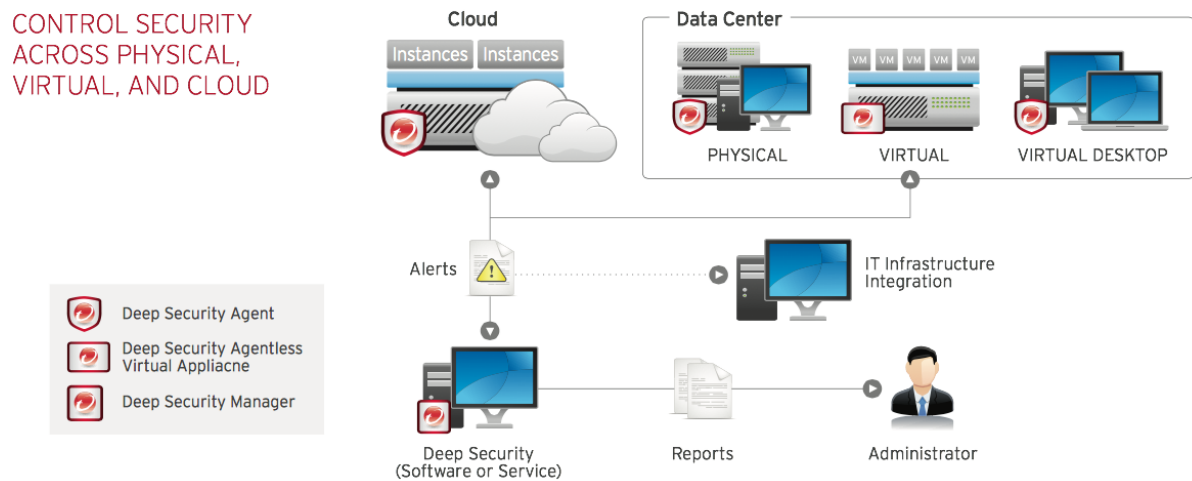 CONTROL SECURITY
ACROSS PHYSICAL,
VIRTUAL, AND CLOUD
Cloud
Instances
Instances
Data Center
VM
VM
VM
VM
VM
PHYSICAL
VIRTUAL
VIRTUAL DESKTOP
Alerts
IT Infrastructure
Integration
Deep Security Agent
Deep Security Agentless
Virtual Appliacne
Deep Security Manager
Deep Security
(Software or Service)
Reports
Administrator